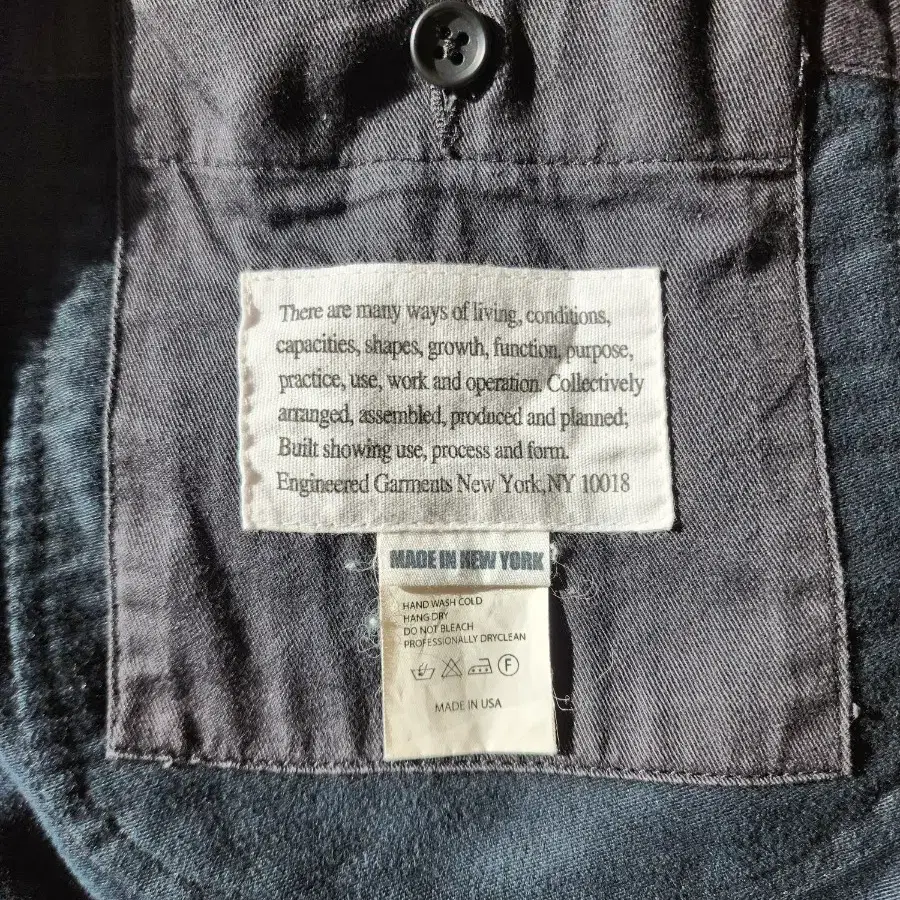 There are many ways of living, conditions,
capacities, shapes, growth, function, purpose,
practice, use, work and operation. Collectively
arranged, assembled, produced and planned;
Built showing use, process and form.
Engineered Garments New York, NY 10018
MADE IN NEW YORK
HAND WASH COLD
HANG DRY
DO NOT BLEACH
PROFESSIONALLY DRYCLEAN
F
MADE IN USA